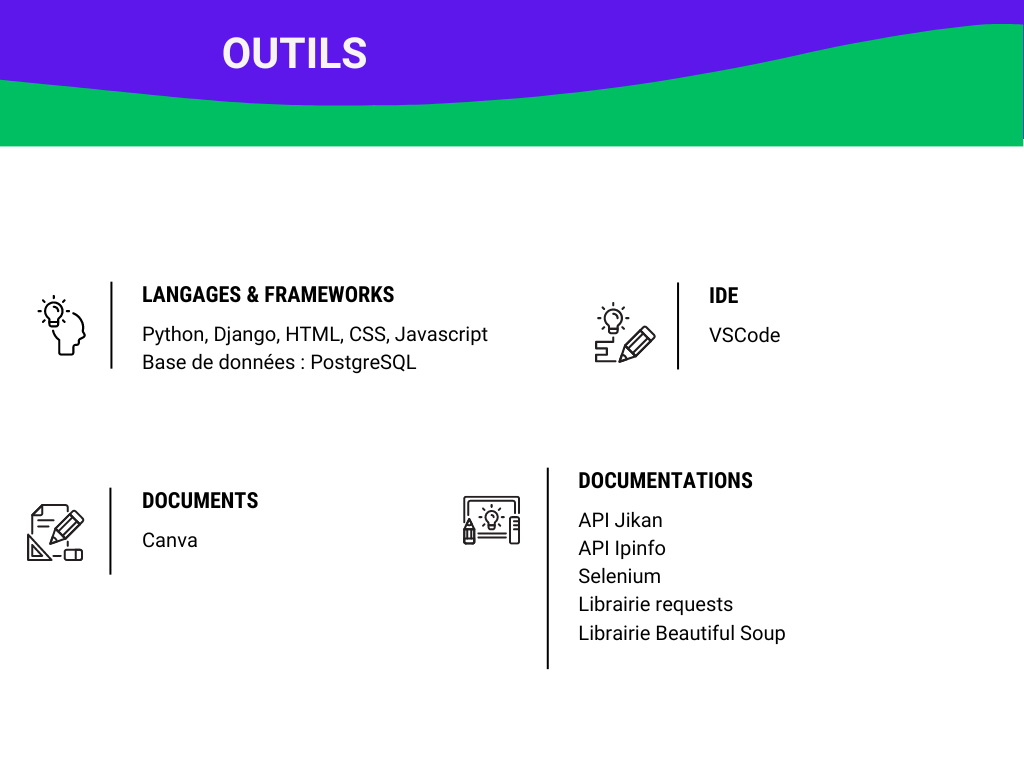 OUTILS
LANGAGES & FRAMEWORKS
Python, Django, HTML, CSS, Javascript
Base de données : PostgreSQL
IDE
VSCode
DOCUMENTS
Canva
DOCUMENTATIONS
API Jikan
API Ipinfo
Selenium
Librairie requests
Librairie Beautiful Soup